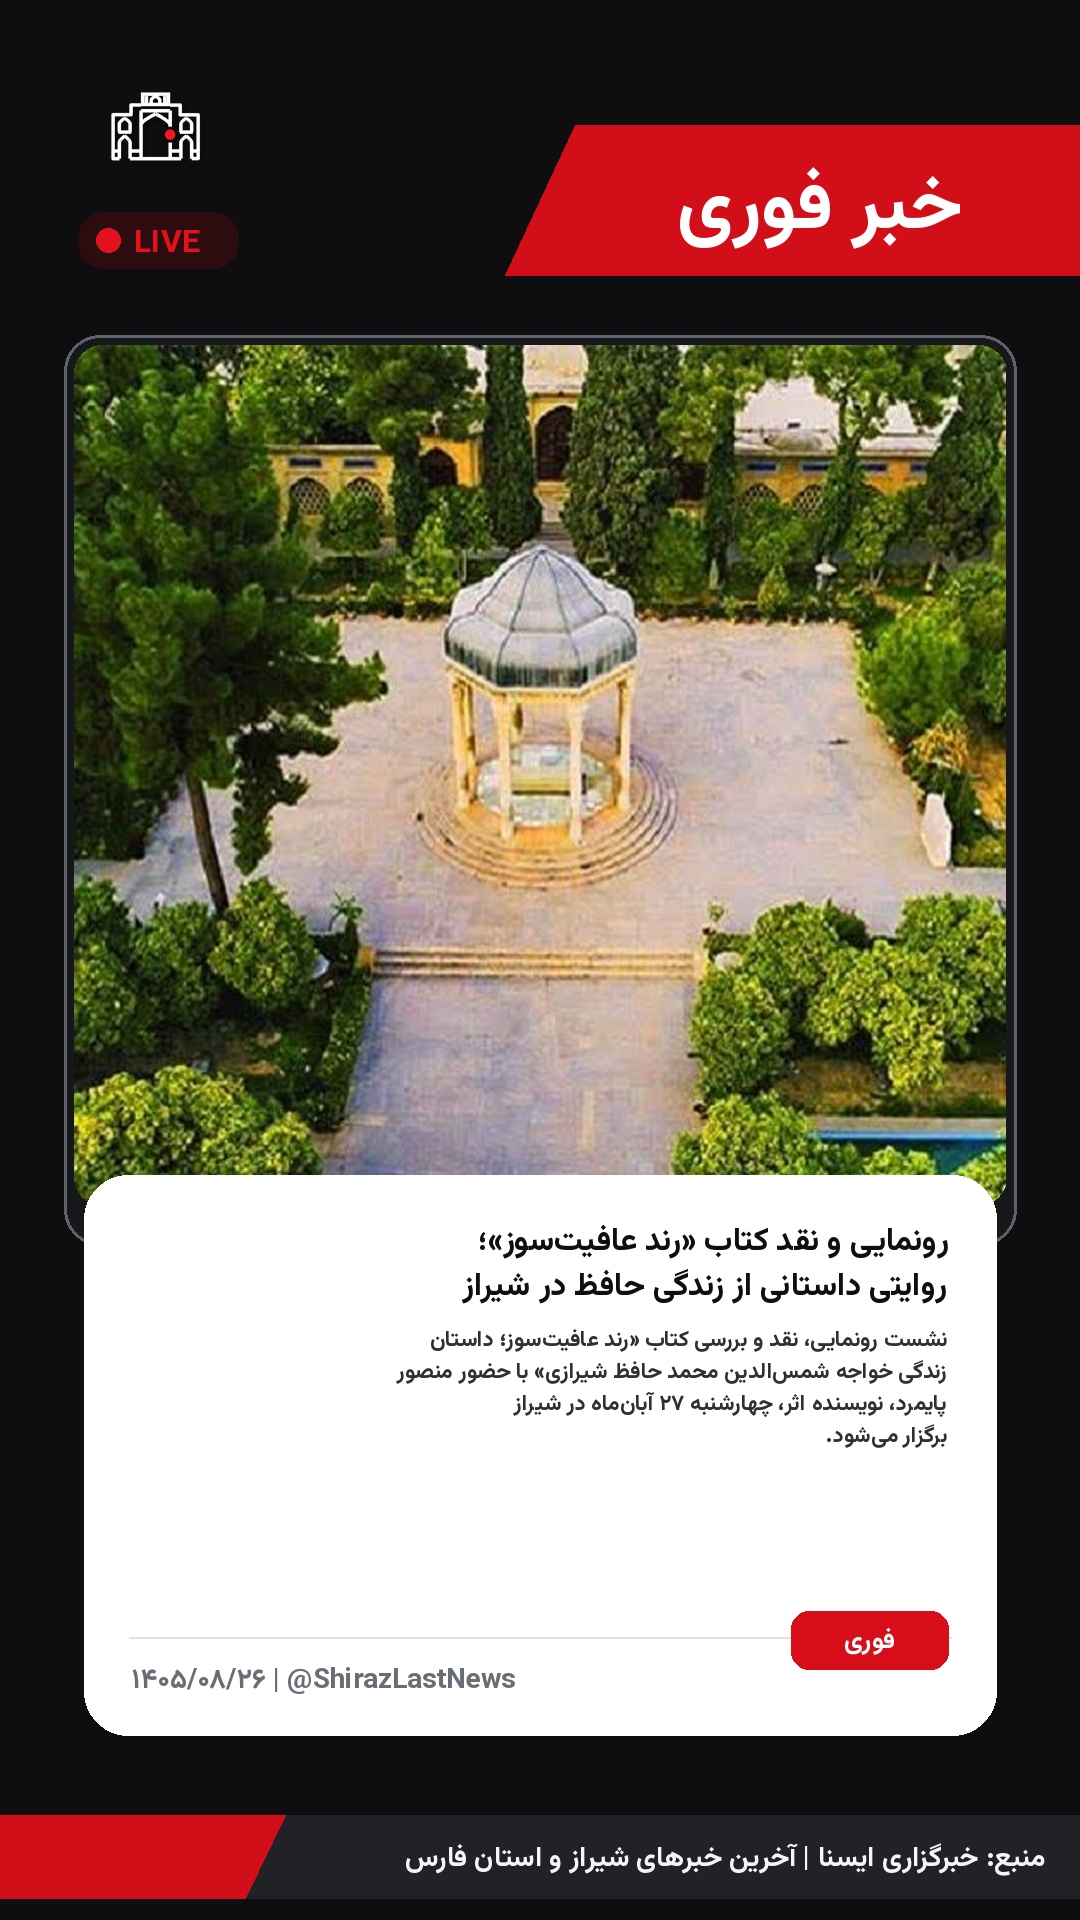 خبر فوری
LIVE
رونمایی و نقد کتاب «رند عافیت‌سوز»؛
روایتی داستانی از زندگی حافظ در شیراز
نشست رونمایی، نقد و بررسی کتاب «رند عافیت‌سوز؛ داستان
زندگی خواجه شمس‌الدین محمد حافظ شیرازی» با حضور منصور
پایمرد، نویسنده اثر، چهارشنبه ۲۷ آبان‌ماه در شیراز
برگزار می‌شود.
فوری
۱۴۰۵/۰۸/۲۶ | @ShirazLastNews
منبع: خبرگزاری ایسنا | آخرین خبرهای شیراز و استان فارس